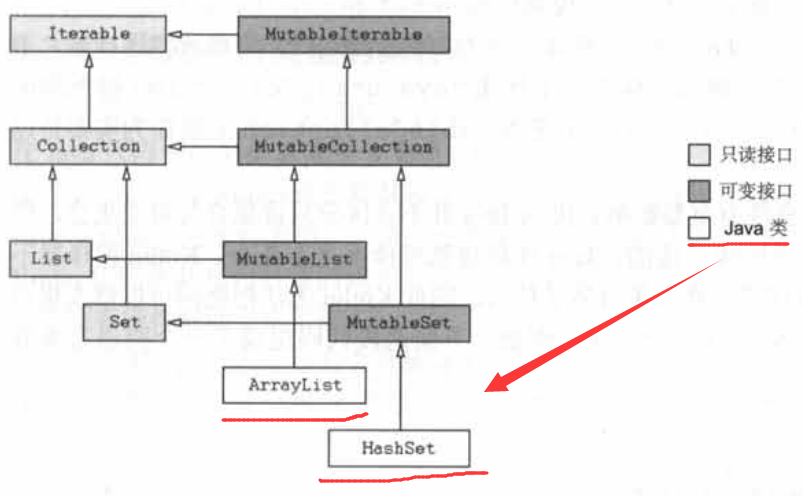 Iterable
MutableIterable
Collection
MutableCollection
只读接口
可变接口
Java 类
List
MutableList
Set
MutableSet
ArrayList
HashSet